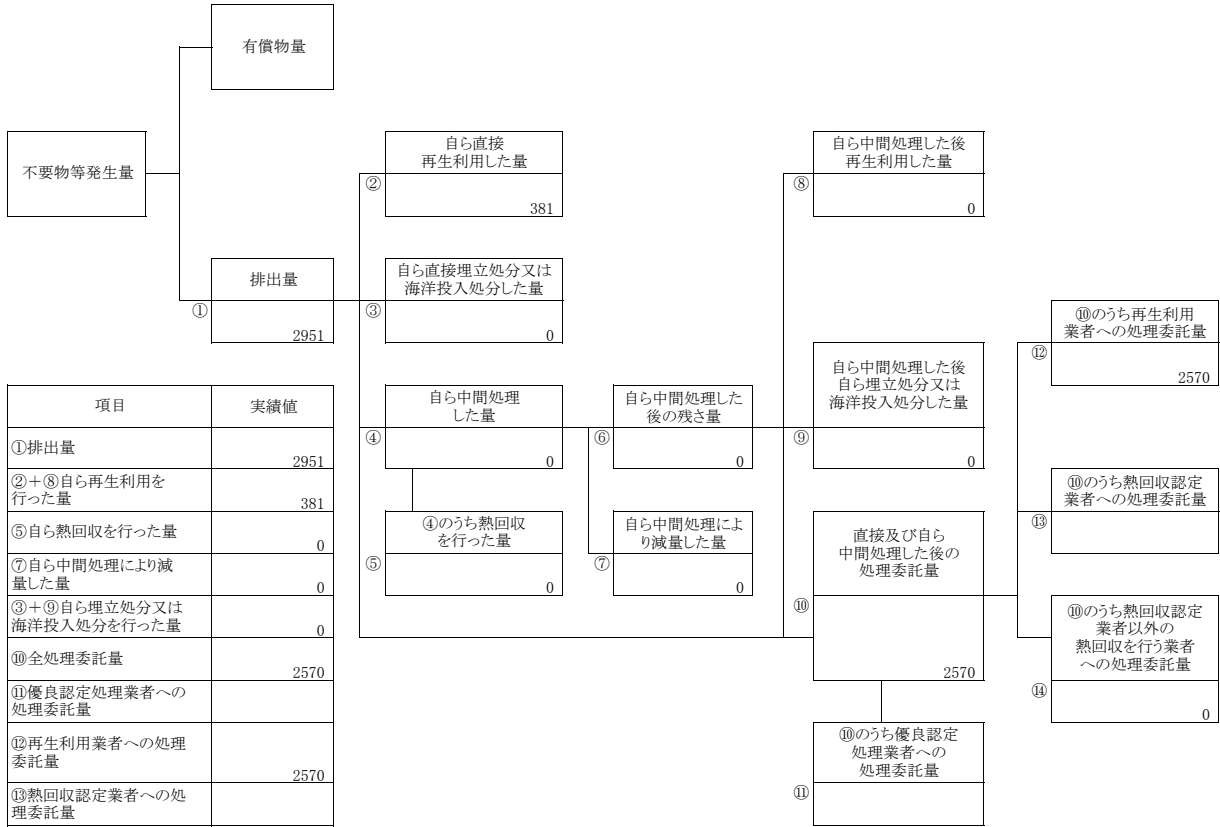 有償物量
不要物等発生量
排出量
①
2951
自ら直接
再生利用した量
②
381
自ら直接埋立処分又は
海洋投入処分した量
③
0
自ら中間処理
した量
④
0
④のうち熱回収
を行った量
⑤
0
自ら中間処理した
後の残さ量
⑥
0
自ら中間処理によ
り減量した量
⑦
0
自ら中間処理した後
再生利用した量
⑧
0
自ら中間処理した後
自ら埋立処分又は
海洋投入処分した量
⑨
0
直接及び自ら
中間処理した後の
処理委託量
⑩
2570
⑩のうち優良認定
処理業者への
処理委託量
⑪
⑩のうち再生利用
業者への処理委託量
⑫
2570
⑩のうち熱回収認定
業者への処理委託量
⑬
⑩のうち熱回収認定
業者以外の
熱回収を行う業者
への処理委託量
⑭
0
項目 実績値
①排出量 2951
②+⑧自ら再生利用を
行った量 381
⑤自ら熱回収を行った量 0
⑦自ら中間処理により減
量した量 0
③+⑨自ら埋立処分又は
海洋投入処分を行った量 0
⑩全処理委託量 2570
⑪優良認定処理業者への
処理委託量
⑫再生利用業者への処理
委託量 2570
⑬熱回収認定業者への処
理委託量